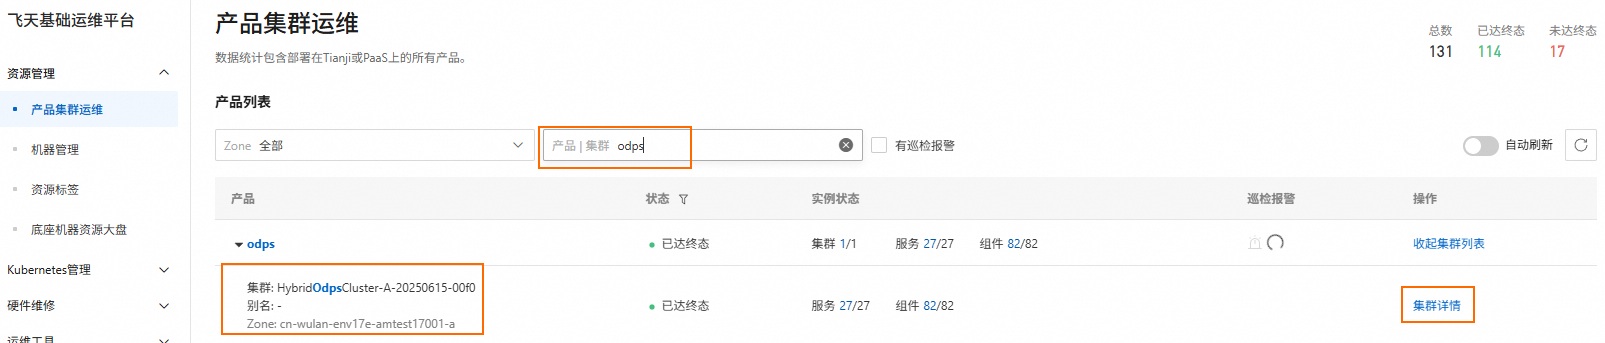 飞天基础运维平台
资源管理
产品集群运维
机器管理
资源标签
底座机器资源大盘
Kubernetes管理
硬件维修
运维工具
产品集群运维
数据统计包含部署在Tianji或PaaS上的所有产品。
总数 已达终态 未达终态
131 114 17
产品列表
Zone 全部 产品 | 集群 odps 有巡检报警 自动刷新
产品 状态 实例状态 巡检报警 操作
odps 已达终态 集群 1/1 服务 27/27 组件 82/82 收起集群列表
集群: HybridOdpsCluster-A-20250615-00f0
别名: - 已达终态 服务 27/27 组件 82/82 集群详情
Zone: cn-wulan-env17e-amtest17001-a